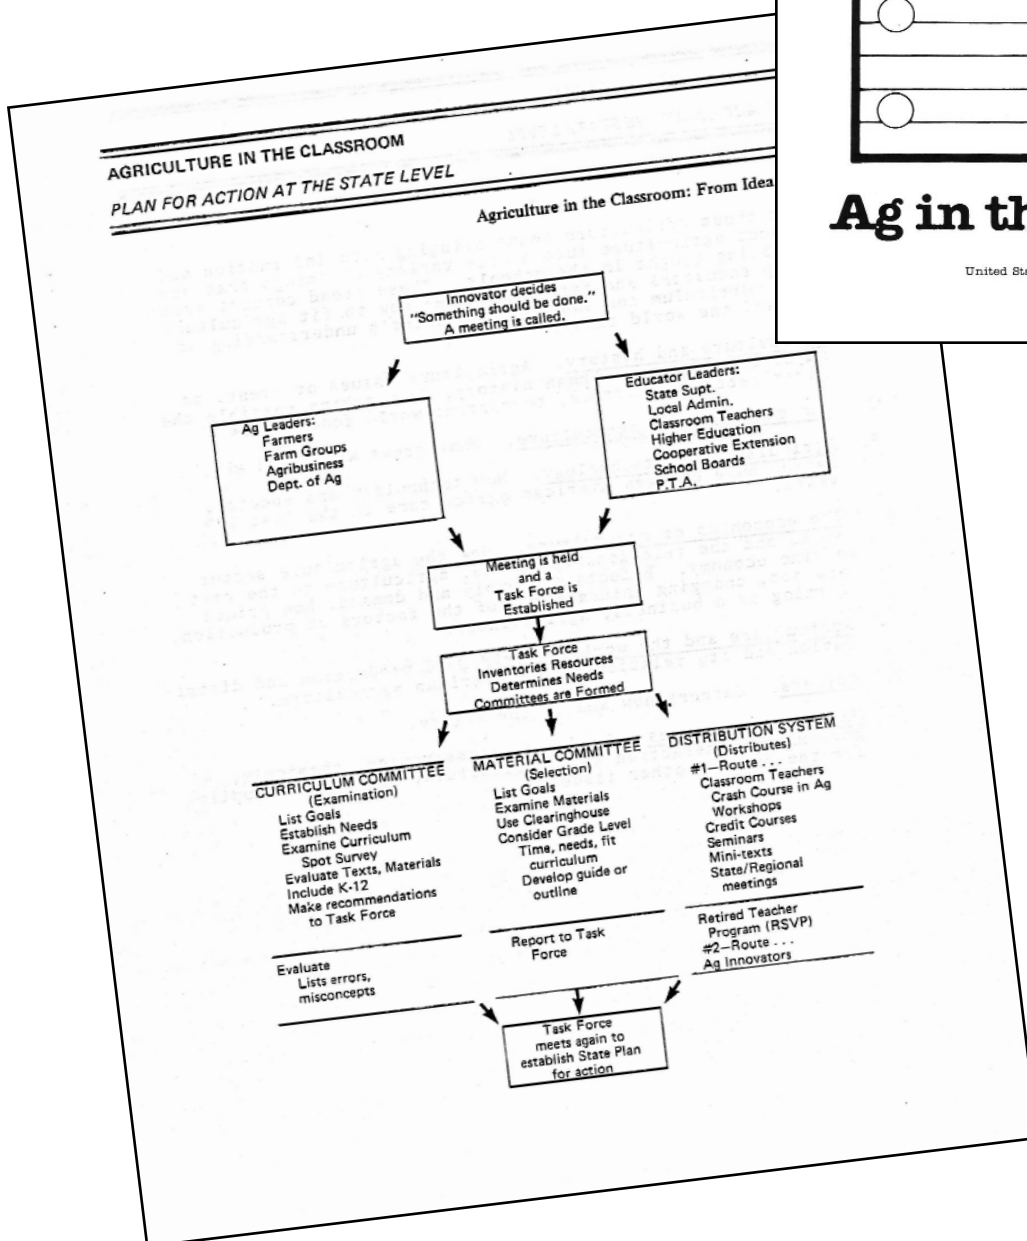 AGRICULTURE IN THE CLASSROOM
PLAN FOR ACTION AT THE STATE LEVEL
Agriculture in the Classroom: From Idea
Innovator decides
"Something should be done."
A meeting is called.
Ag Leaders:
Farmers
Farm Groups
Agribusiness
Dept. of Ag
Educator Leaders:
State Supt.
Local Admin.
Classroom Teachers
Higher Education
Cooperative Extension
School Boards
P.T.A.
Meeting is held
and a
Task Force is
Established
Task Force
Inventories Resources
Determines Needs
Committees are Formed
CURRICULUM COMMITTEE
(Examination)
List Goals
Establish Needs
Examine Curriculum
Spot Survey
Evaluate Texts, Materials
Include K-12
Make recommendations
to Task Force
Evaluate
Lists errors,
misconcepts
MATERIAL COMMITTEE
(Selection)
List Goals
Examine Materials
Use Clearinghouse
Consider Grade Level
Time, needs, fit
curriculum
Develop guide or
outline
Report to Task
Force
DISTRIBUTION SYSTEM
(Distributes)
#1—Route . . .
Classroom Teachers
Crash Course in Ag
Workshops
Credit Courses
Seminars
Mini-texts
State/Regional
meetings
Retired Teacher
Program (RSVP)
#2—Route . . .
Ag Innovators
Task Force
meets again to
establish State Plan
for action
Ag in th
United Sta